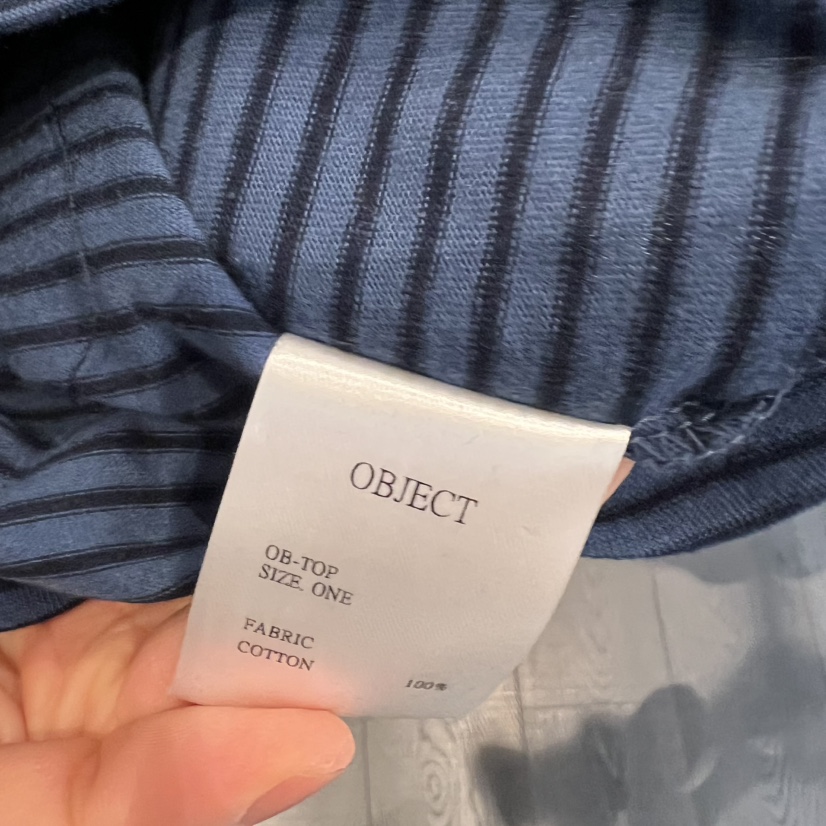 OBJECT
OB-TOP
SIZE. ONE
FABRIC
COTTON 100%